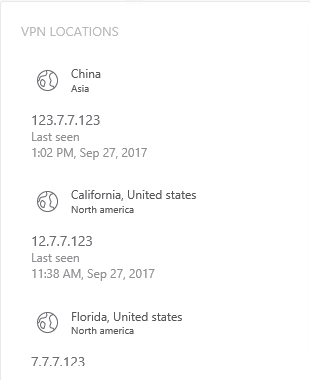 VPN LOCATIONS
China
Asia
123.7.7.123
Last seen
1:02 PM, Sep 27, 2017
California, United states
North america
12.7.7.123
Last seen
11:38 AM, Sep 27, 2017
Florida, United states
North america
7.7.7.123